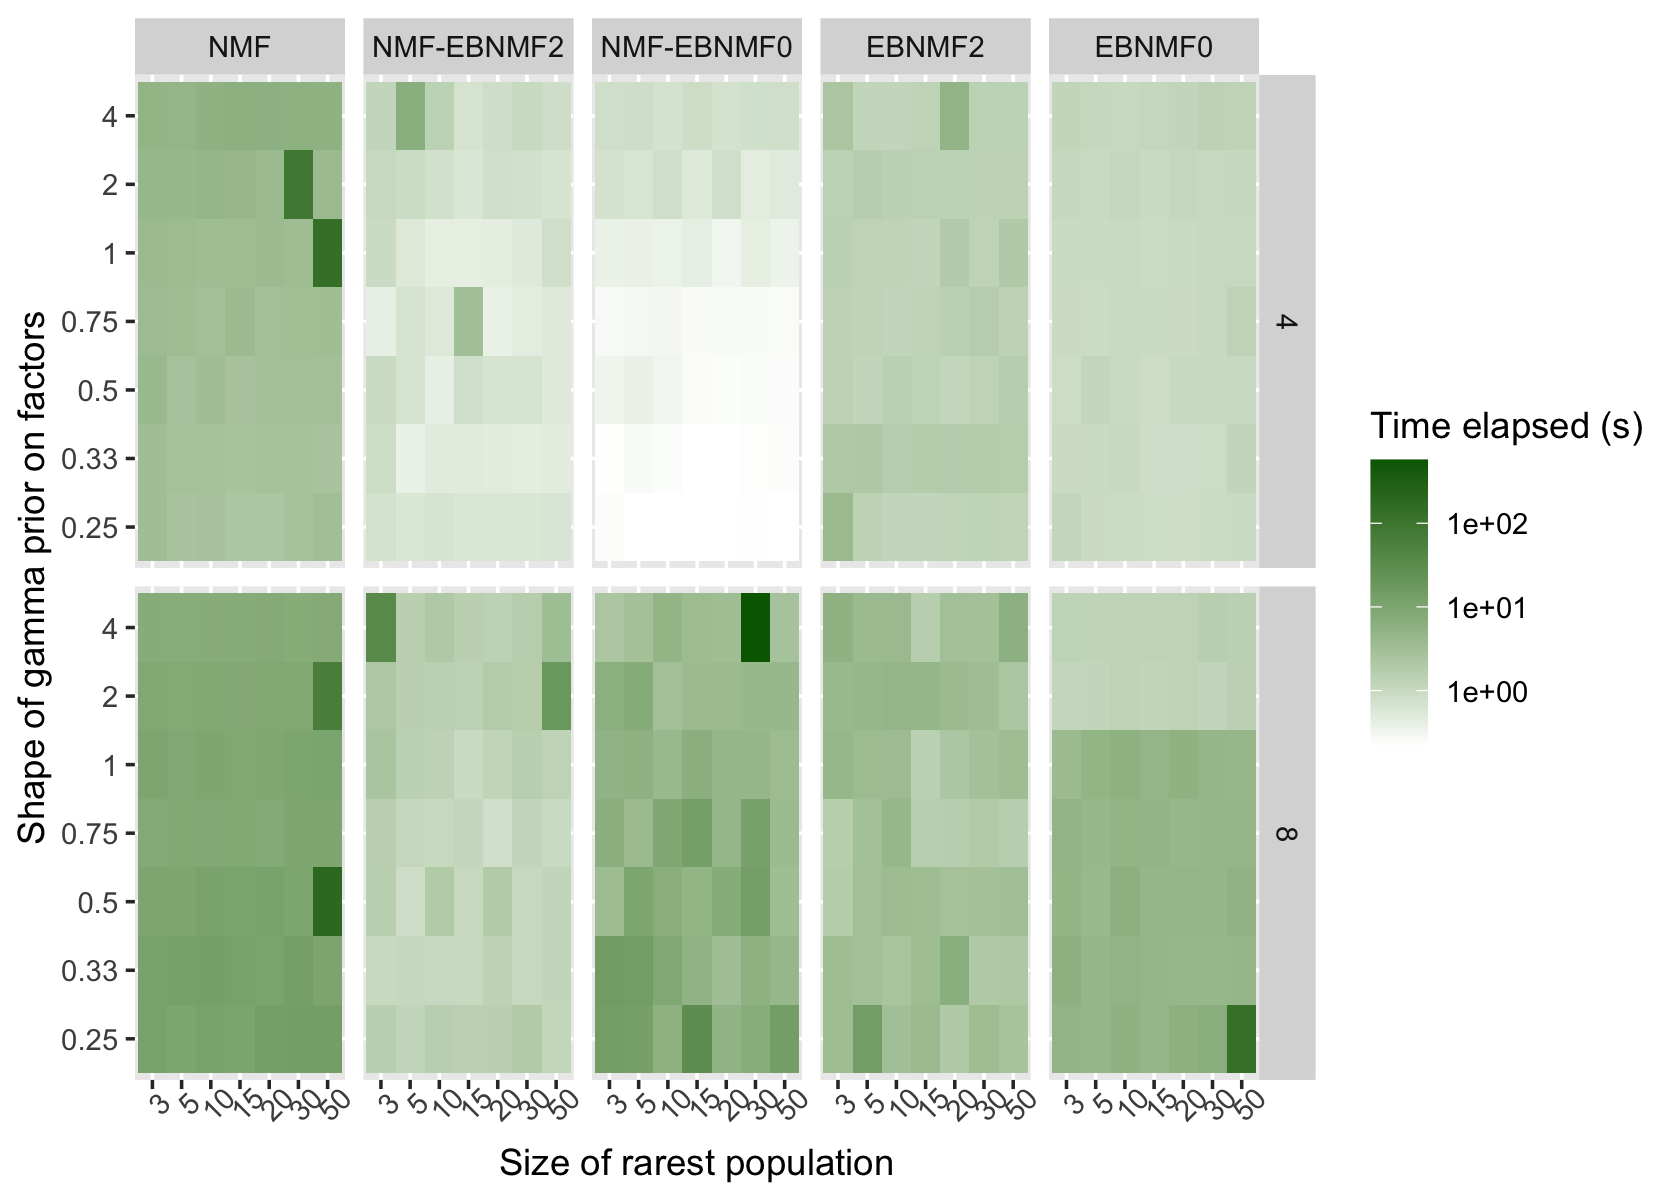 NMF NMF-EBNMF2 NMF-EBNMF0 EBNMF2 EBNMF0
Shape of gamma prior on factors
4
2
1
0.75
0.5
0.33
0.25
4
4
2
1
0.75
0.5
0.33
0.25
8
3 5 10 15 20 30 50 3 5 10 15 20 30 50 3 5 10 15 20 30 50 3 5 10 15 20 30 50 3 5 10 15 20 30 50
Size of rarest population
Time elapsed (s)
1e+02
1e+01
1e+00